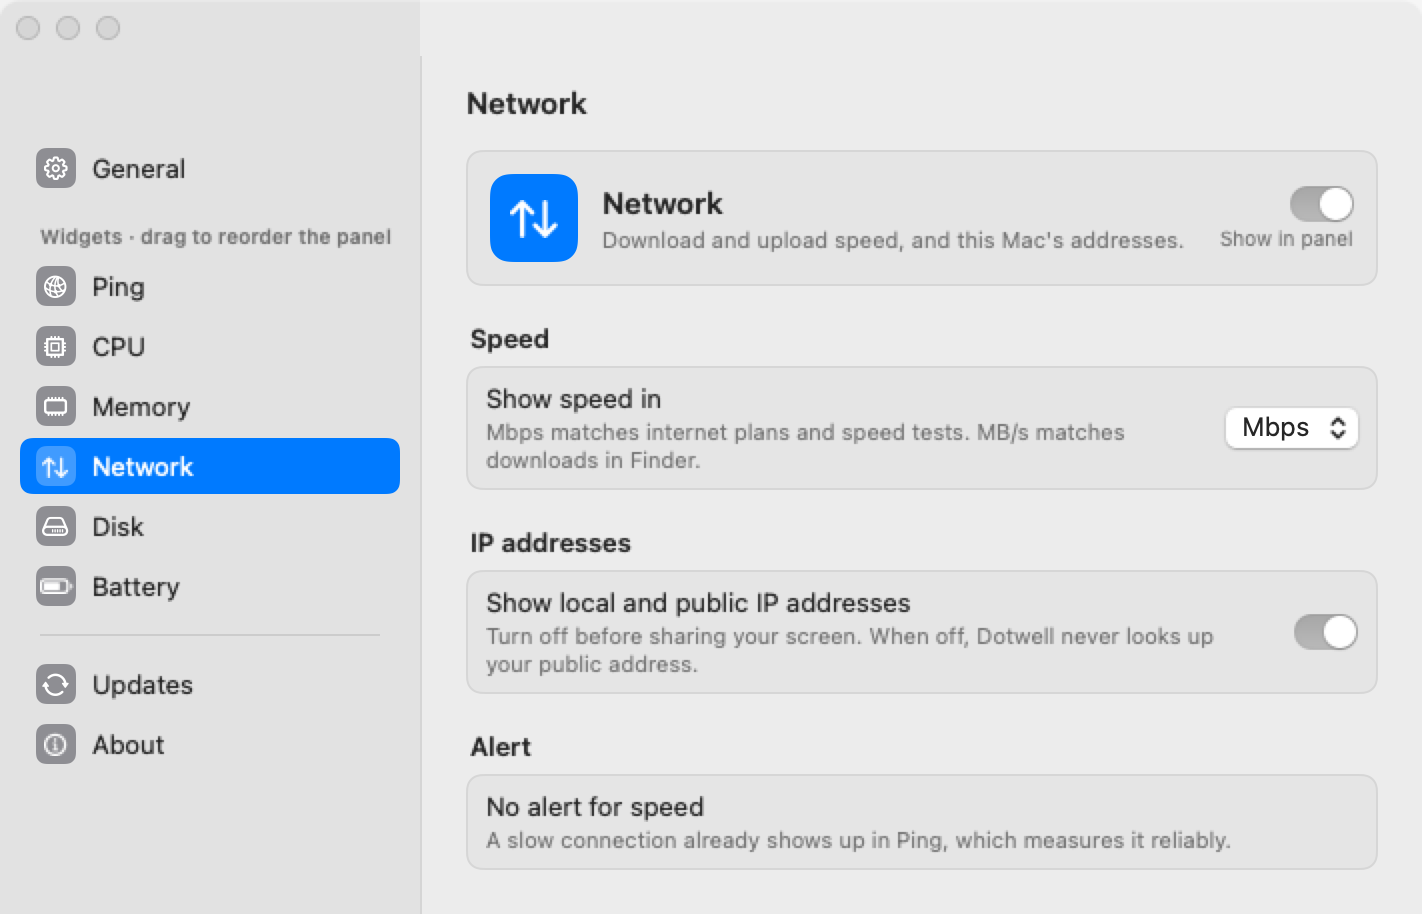 General
Widgets · drag to reorder the panel
Ping
CPU
Memory
Network
Disk
Battery
Updates
About
Network
Network
Download and upload speed, and this Mac's addresses.
Show in panel
Speed
Show speed in
Mbps matches internet plans and speed tests. MB/s matches
downloads in Finder.
Mbps
IP addresses
Show local and public IP addresses
Turn off before sharing your screen. When off, Dotwell never looks up
your public address.
Alert
No alert for speed
A slow connection already shows up in Ping, which measures it reliably.